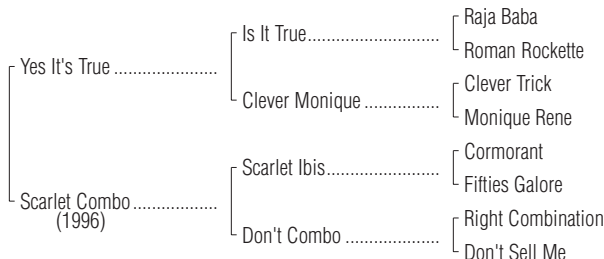 Raja Baba
Is It True
Roman Rockette
Yes It's True
Clever Trick
Clever Monique
Monique Rene
Cormorant
Scarlet Ibis
Fifties Galore
Scarlet Combo
(1996)
Right Combination
Don't Combo
Don't Sell Me